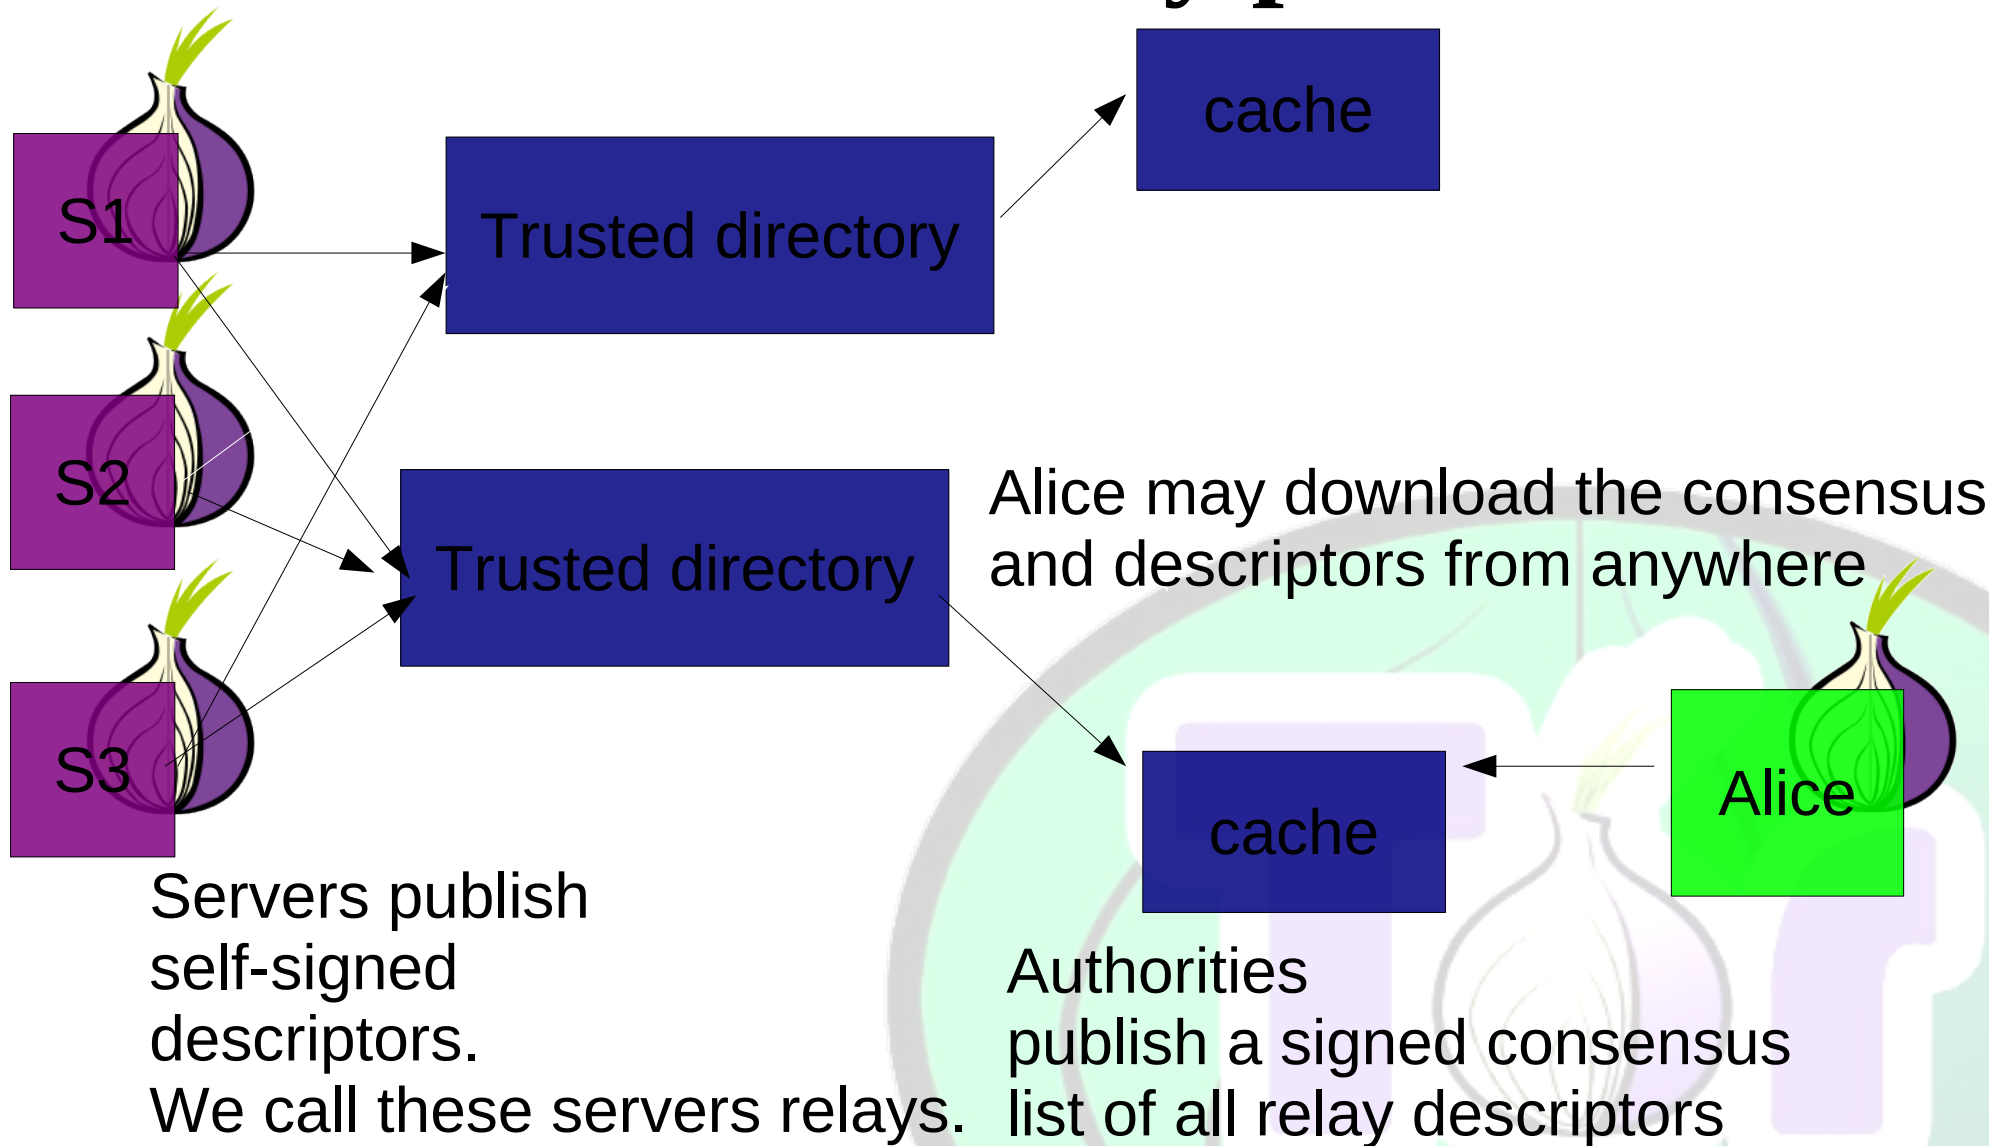 cache
S1
Trusted directory
S2
Trusted directory
Alice may download the consensus
and descriptors from anywhere
S3
cache
Alice
Servers publish
self-signed
descriptors.
We call these servers relays.
Authorities
publish a signed consensus
list of all relay descriptors